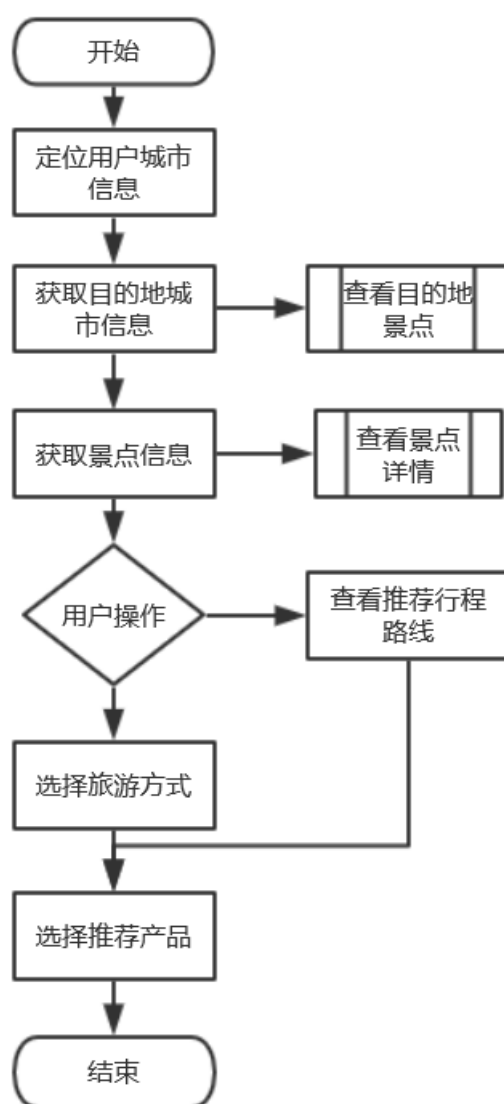 开始
定位用户城市
信息
获取目的地城
市信息
查看目的地
景点
获取景点信息
查看景点
详情
用户操作
查看推荐行程
路线
选择旅游方式
选择推荐产品
结束